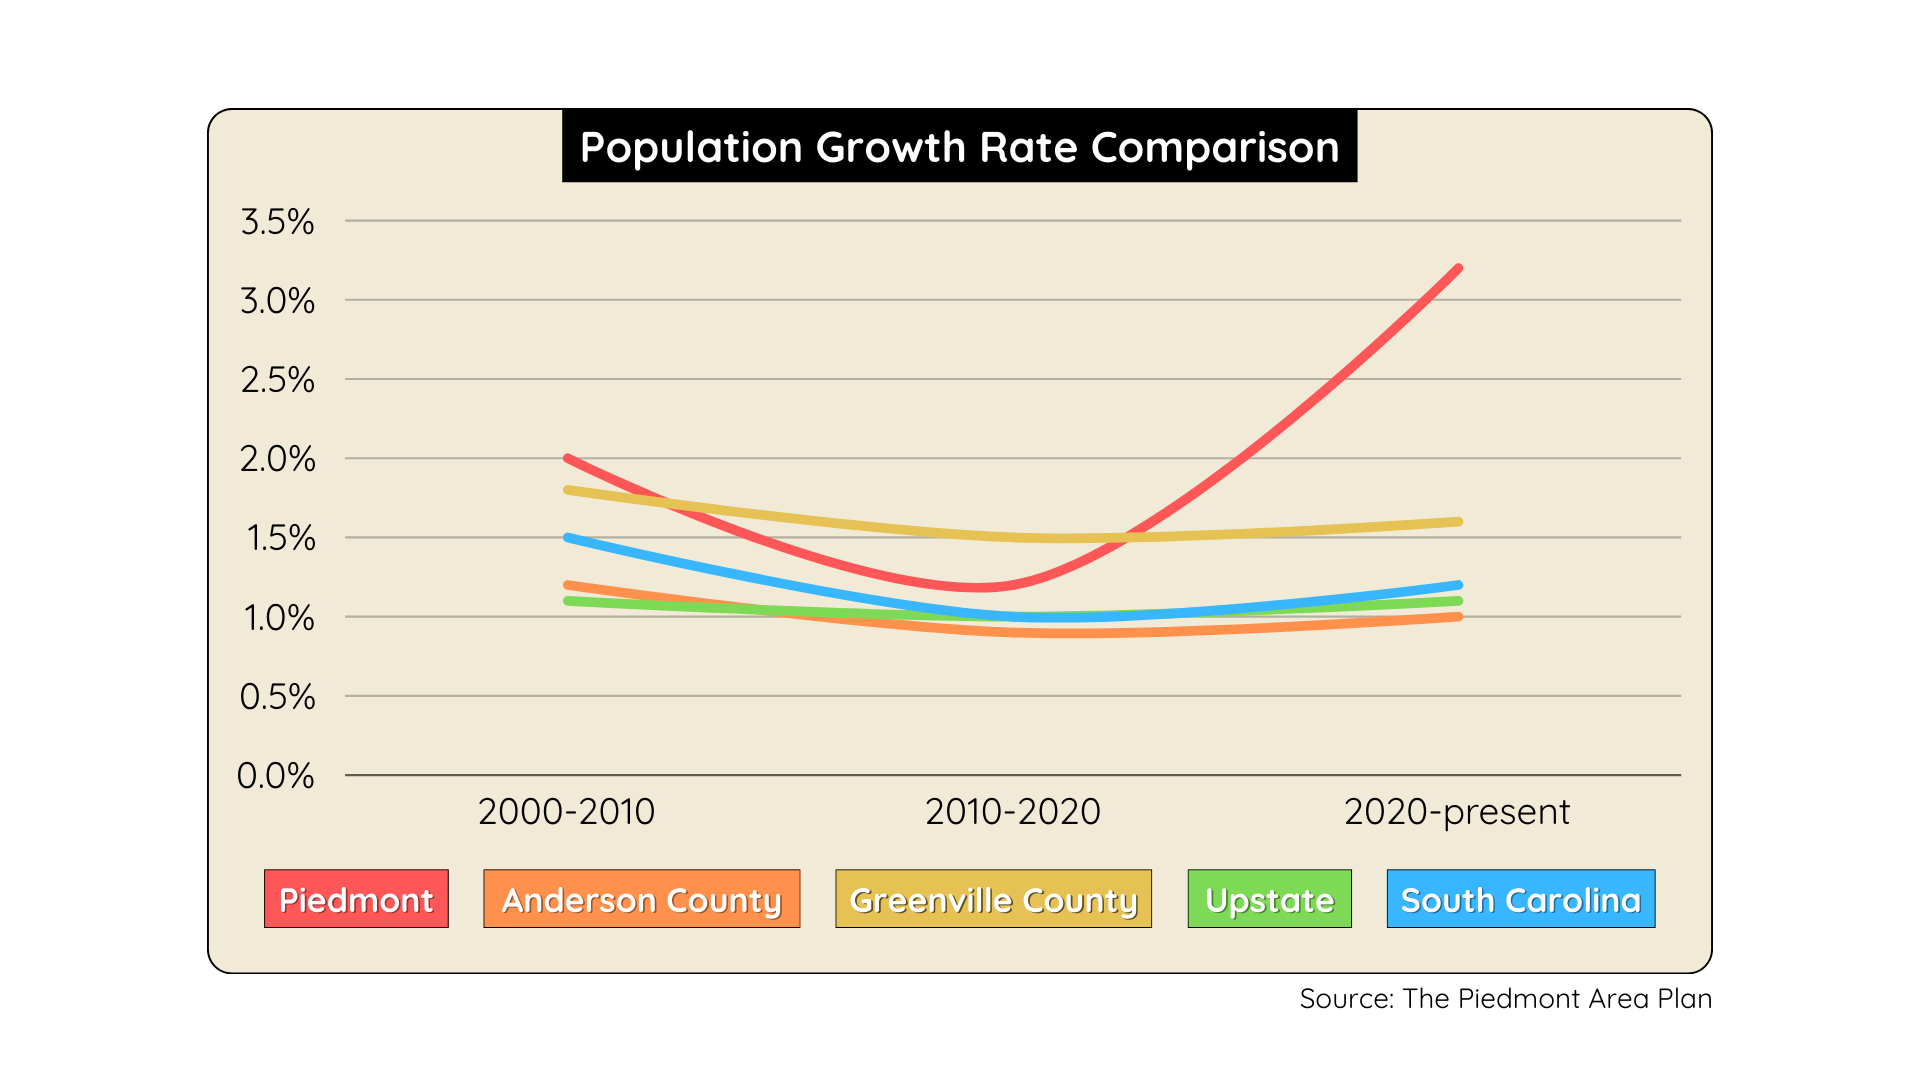 Population Growth Rate Comparison
3.5%
3.0%
2.5%
2.0%
1.5%
1.0%
0.5%
0.0%
2000-2010 2010-2020 2020-present
Piedmont Anderson County Greenville County Upstate South Carolina
Source: The Piedmont Area Plan